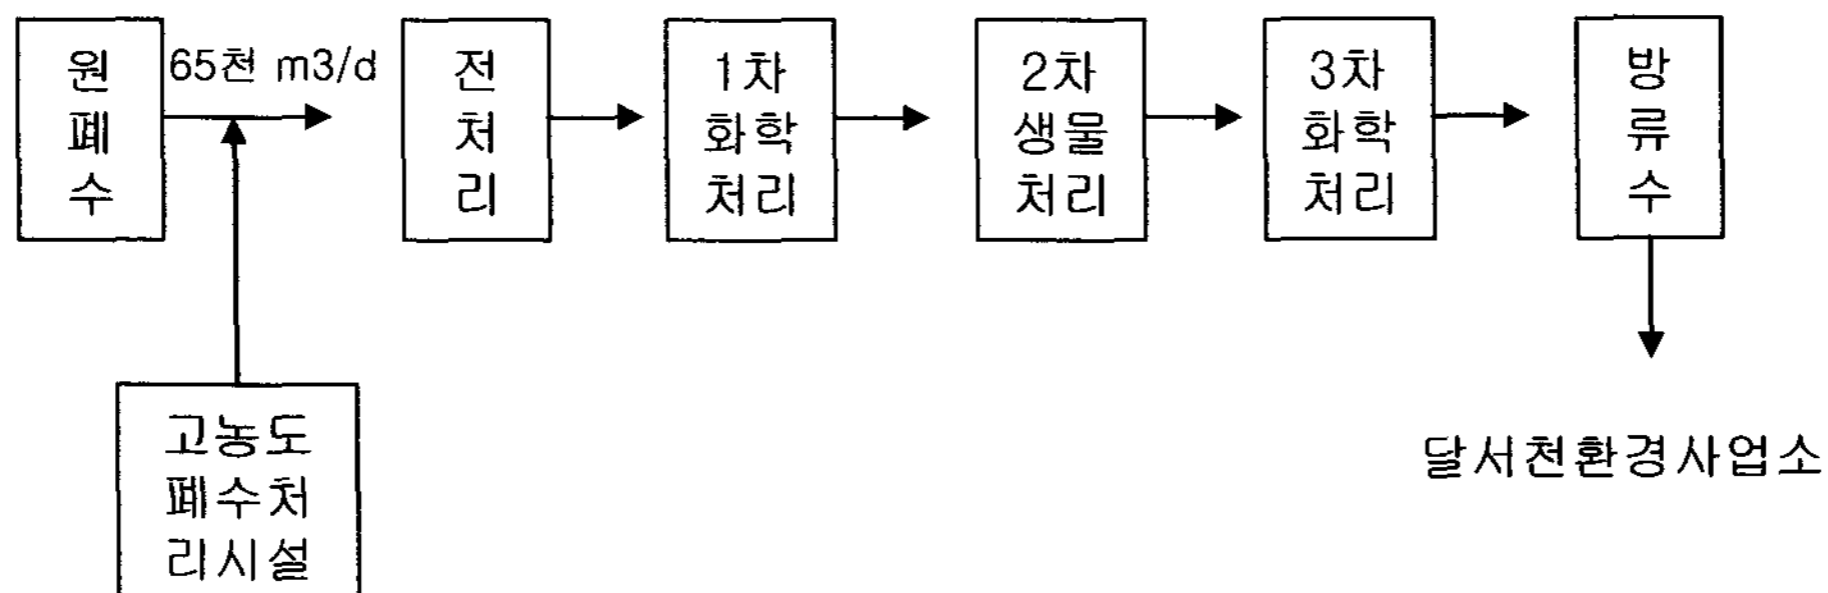 원
폐
수
65천 m3/d
전
처
리
1차
화학
처리
2차
생물
처리
3차
화학
처리
방
류
수
고농도
폐수처
리시설
달서천환경사업소